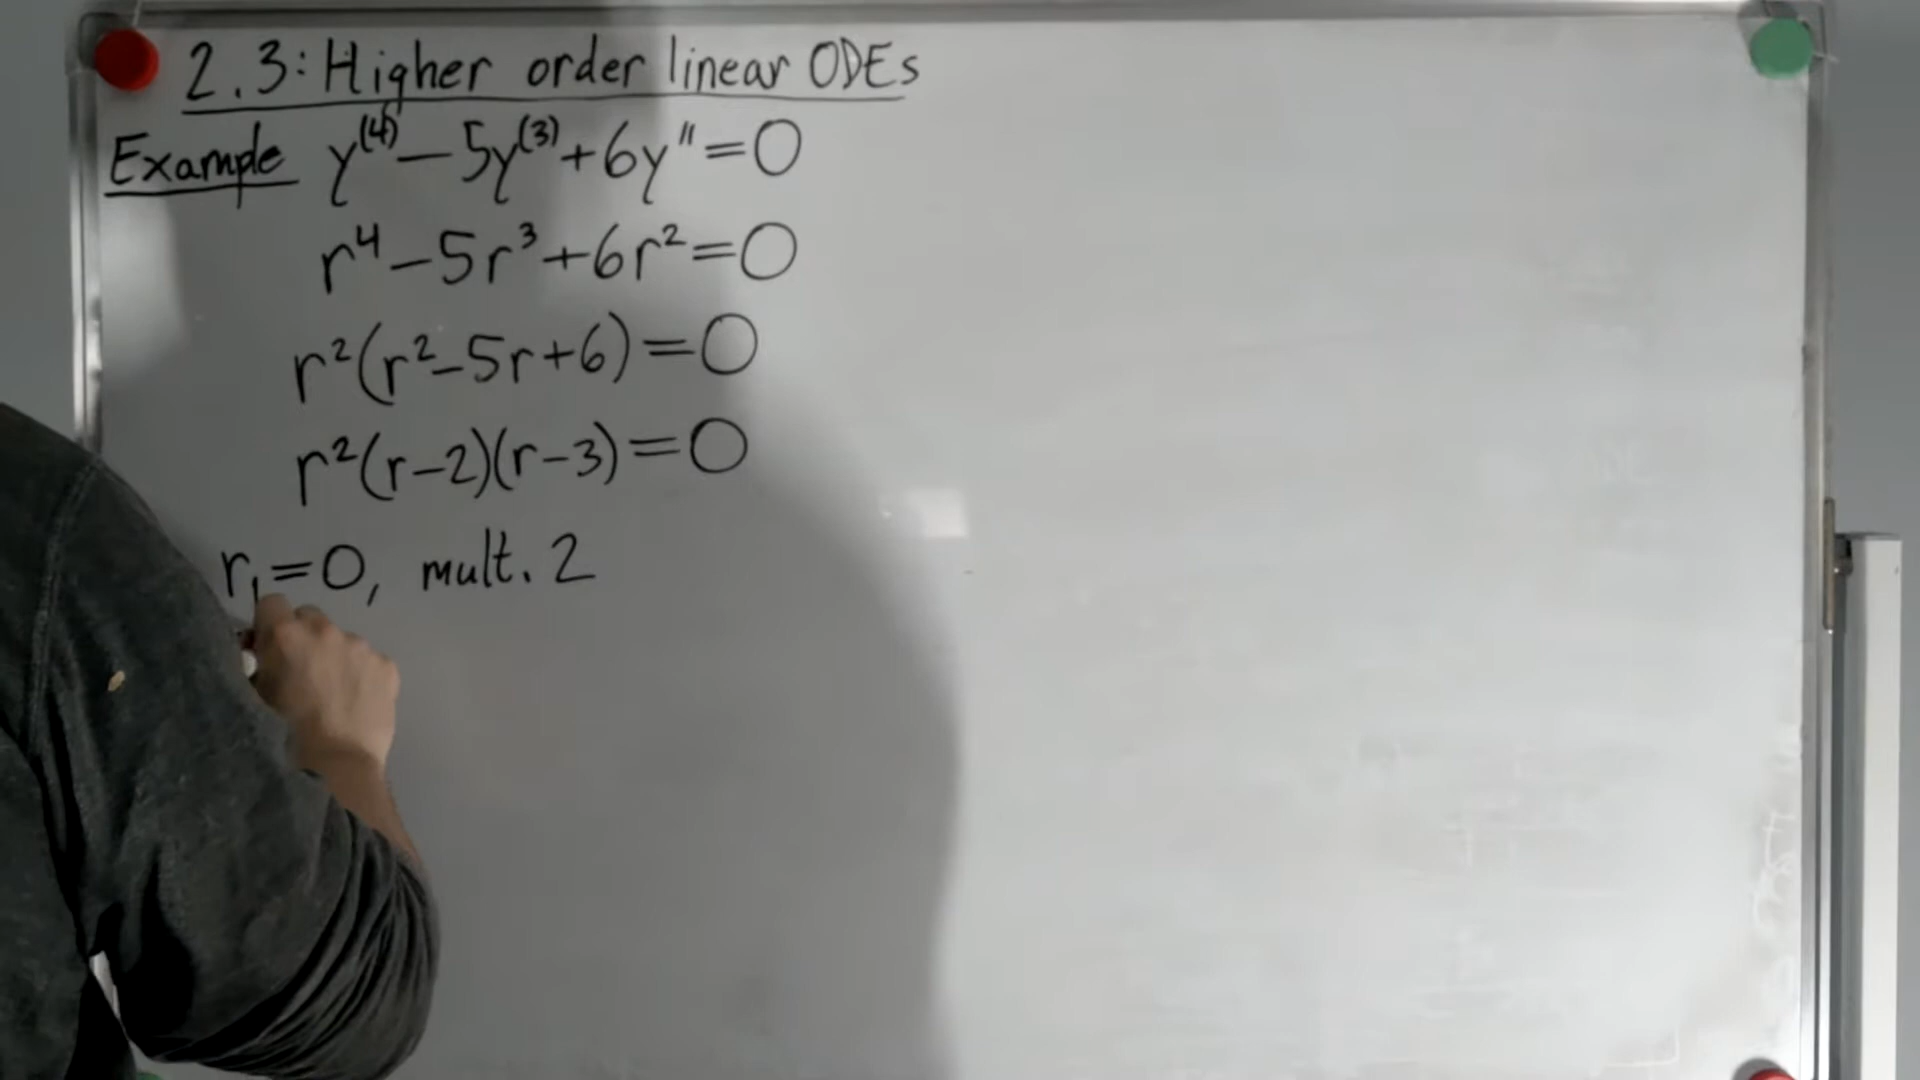 2.3: Higher order linear ODEs
Example y⁽⁴⁾ − 5y⁽³⁾ + 6y'' = 0
r⁴ − 5r³ + 6r² = 0
r²(r² − 5r + 6) = 0
r²(r − 2)(r − 3) = 0
r₁ = 0, mult. 2